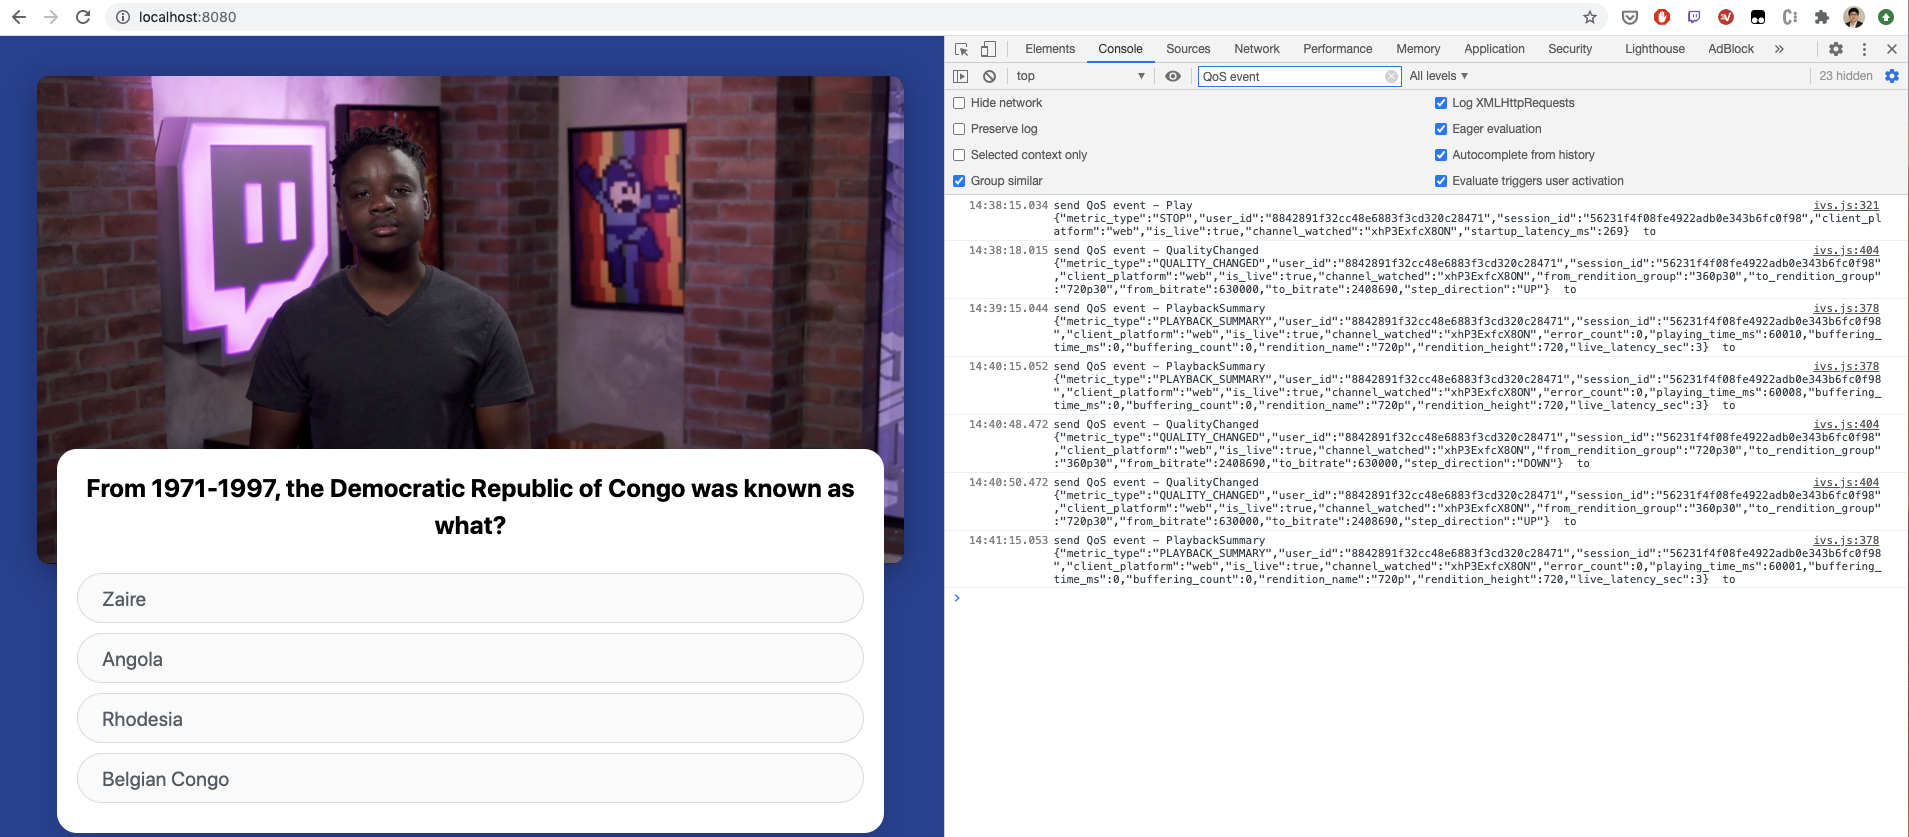 localhost:8080
Elements Console Sources Network Performance Memory Application Security Lighthouse AdBlock »
top ▼ QoS event All levels ▼ 23 hidden
Hide network Log XMLHttpRequests
Preserve log Eager evaluation
Selected context only Autocomplete from history
Group similar Evaluate triggers user activation
14:38:15.034 send QoS event – Play ivs.js:321
{"metric_type":"STOP","user_id":"8842891f32cc48e6883f3cd320c28471","session_id":"56231f4f08fe4922adb0e343b6fc0f98","client_pl
atform":"web","is_live":true,"channel_watched":"xhP3ExfcX8ON","startup_latency_ms":269} to
14:38:18.015 send QoS event – QualityChanged ivs.js:404
{"metric_type":"QUALITY_CHANGED","user_id":"8842891f32cc48e6883f3cd320c28471","session_id":"56231f4f08fe4922adb0e343b6fc0f98"
,"client_platform":"web","is_live":true,"channel_watched":"xhP3ExfcX8ON","from_rendition_group":"360p30","to_rendition_group"
:"720p30","from_bitrate":630000,"to_bitrate":2408690,"step_direction":"UP"} to
14:39:15.044 send QoS event – PlaybackSummary ivs.js:378
{"metric_type":"PLAYBACK_SUMMARY","user_id":"8842891f32cc48e6883f3cd320c28471","session_id":"56231f4f08fe4922adb0e343b6fc0f98
","client_platform":"web","is_live":true,"channel_watched":"xhP3ExfcX8ON","error_count":0,"playing_time_ms":60010,"buffering_
time_ms":0,"buffering_count":0,"rendition_name":"720p","rendition_height":720,"live_latency_sec":3} to
14:40:15.052 send QoS event – PlaybackSummary ivs.js:378
{"metric_type":"PLAYBACK_SUMMARY","user_id":"8842891f32cc48e6883f3cd320c28471","session_id":"56231f4f08fe4922adb0e343b6fc0f98
","client_platform":"web","is_live":true,"channel_watched":"xhP3ExfcX8ON","error_count":0,"playing_time_ms":60008,"buffering_
time_ms":0,"buffering_count":0,"rendition_name":"720p","rendition_height":720,"live_latency_sec":3} to
14:40:48.472 send QoS event – QualityChanged ivs.js:404
{"metric_type":"QUALITY_CHANGED","user_id":"8842891f32cc48e6883f3cd320c28471","session_id":"56231f4f08fe4922adb0e343b6fc0f98"
,"client_platform":"web","is_live":true,"channel_watched":"xhP3ExfcX8ON","from_rendition_group":"720p30","to_rendition_group"
:"360p30","from_bitrate":2408690,"to_bitrate":630000,"step_direction":"DOWN"} to
14:40:50.472 send QoS event – QualityChanged ivs.js:404
{"metric_type":"QUALITY_CHANGED","user_id":"8842891f32cc48e6883f3cd320c28471","session_id":"56231f4f08fe4922adb0e343b6fc0f98"
,"client_platform":"web","is_live":true,"channel_watched":"xhP3ExfcX8ON","from_rendition_group":"360p30","to_rendition_group"
:"720p30","from_bitrate":630000,"to_bitrate":2408690,"step_direction":"UP"} to
14:41:15.053 send QoS event – PlaybackSummary ivs.js:378
{"metric_type":"PLAYBACK_SUMMARY","user_id":"8842891f32cc48e6883f3cd320c28471","session_id":"56231f4f08fe4922adb0e343b6fc0f98
","client_platform":"web","is_live":true,"channel_watched":"xhP3ExfcX8ON","error_count":0,"playing_time_ms":60001,"buffering_
time_ms":0,"buffering_count":0,"rendition_name":"720p","rendition_height":720,"live_latency_sec":3} to
From 1971-1997, the Democratic Republic of Congo was known as
what?
Zaire
Angola
Rhodesia
Belgian Congo